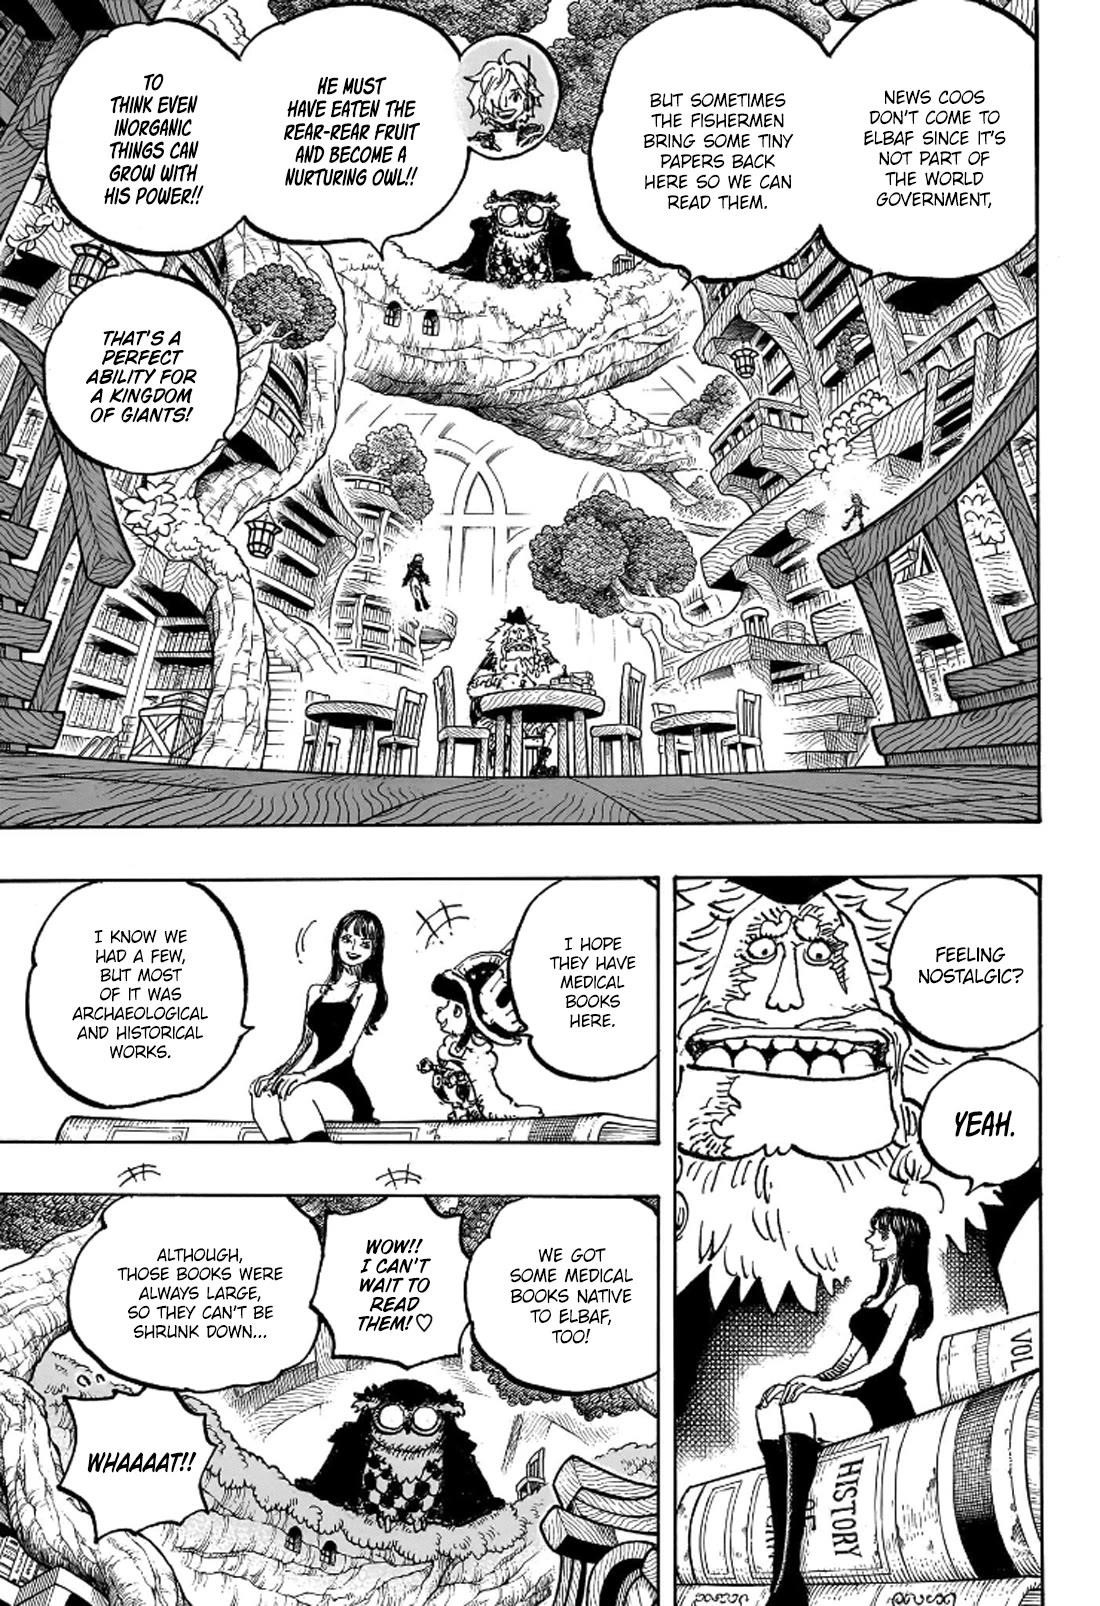 NEWS COOS
DON'T COME TO
ELBAF SINCE IT'S
NOT PART OF
THE WORLD
GOVERNMENT,
BUT SOMETIMES
THE FISHERMEN
BRING SOME TINY
PAPERS BACK
HERE SO WE CAN
READ THEM.
HE MUST
HAVE EATEN THE
REAR-REAR FRUIT
AND BECOME A
NURTURING OWL!!
TO
THINK EVEN
INORGANIC
THINGS CAN
GROW WITH
HIS POWER!!
THAT'S A
PERFECT
ABILITY FOR
A KINGDOM
OF GIANTS!
FEELING
NOSTALGIC?
YEAH.
VOL
HISTORY
OF
I HOPE
THEY HAVE
MEDICAL
BOOKS
HERE.
I KNOW WE
HAD A FEW,
BUT MOST
OF IT WAS
ARCHAEOLOGICAL
AND HISTORICAL
WORKS.
WE GOT
SOME MEDICAL
BOOKS NATIVE
TO ELBAF,
TOO!
WOW!!
I CAN'T
WAIT TO
READ
THEM!♡
ALTHOUGH,
THOSE BOOKS WERE
ALWAYS LARGE,
SO THEY CAN'T BE
SHRUNK DOWN...
WHAAAAT!!